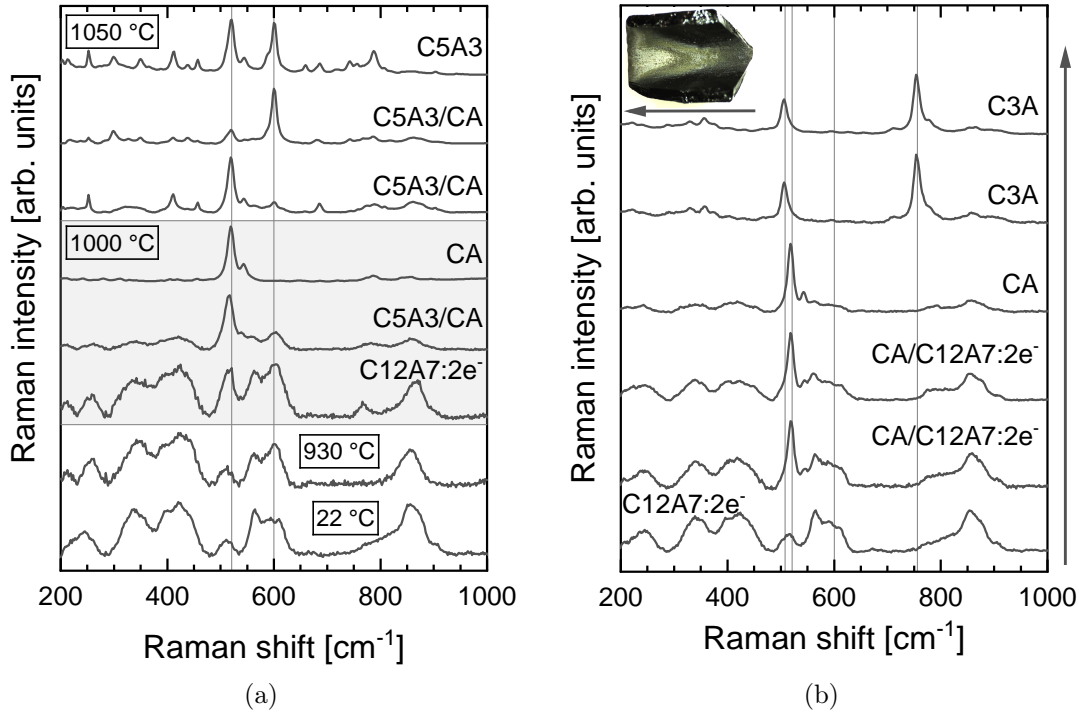 1050 °C
C5A3
C5A3/CA
C5A3/CA
1000 °C
CA
C5A3/CA
C12A7:2e⁻
930 °C
22 °C
200 400 600 800 1000
Raman shift [cm⁻¹]
Raman intensity [arb. units]
(a)
C3A
C3A
CA
CA/C12A7:2e⁻
CA/C12A7:2e⁻
C12A7:2e⁻
200 400 600 800 1000
Raman shift [cm⁻¹]
Raman intensity [arb. units]
(b)